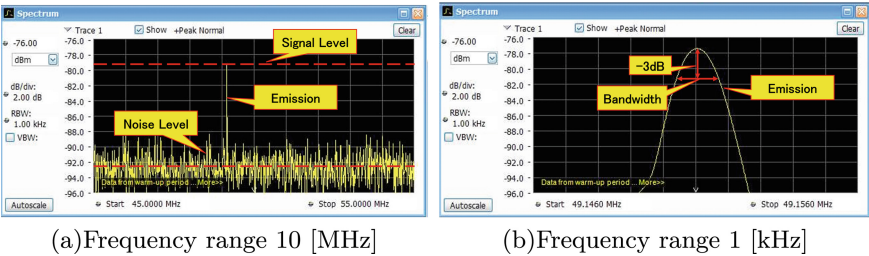 Spectrum
Trace 1 Show +Peak Normal Clear
-76.00
dBm
dB/div:
2.00 dB
RBW:
1.00 kHz
VBW:
Autoscale
-76.0
-78.0
-80.0
-82.0
-84.0
-86.0
-88.0
-90.0
-92.0
-94.0
-96.0
Signal Level
Emission
Noise Level
Data from warm-up period ... More>>
Start 45.0000 MHz Stop 55.0000 MHz
(a)Frequency range 10 [MHz]
Spectrum
Trace 1 Show +Peak Normal Clear
-76.00
dBm
dB/div:
2.00 dB
RBW:
1.00 kHz
VBW:
Autoscale
-76.0
-78.0
-80.0
-82.0
-84.0
-86.0
-88.0
-90.0
-92.0
-94.0
-96.0
-3dB
Bandwidth
Emission
Data from warm-up period ... More>>
Start 49.1460 MHz Stop 49.1560 MHz
(b)Frequency range 1 [kHz]